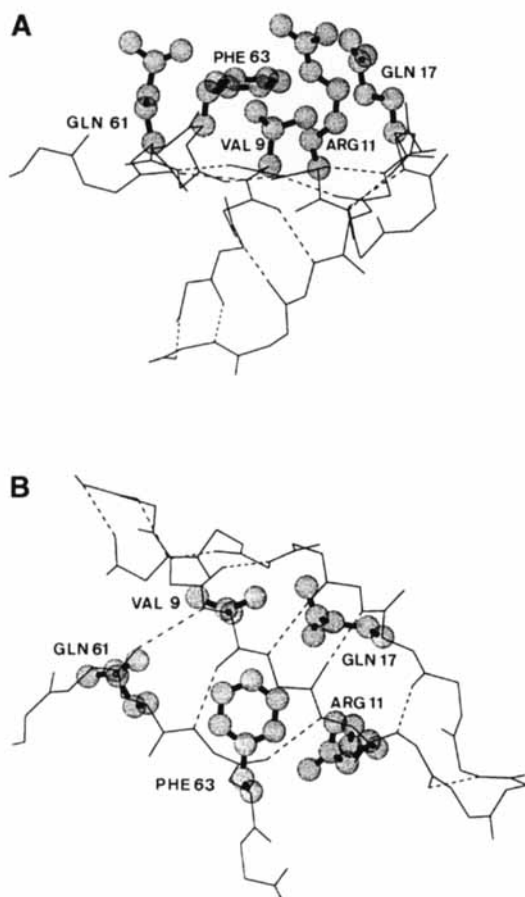 A
PHE 63
GLN 17
GLN 61
VAL 9
ARG 11
B
VAL 9
GLN 61
GLN 17
ARG 11
PHE 63